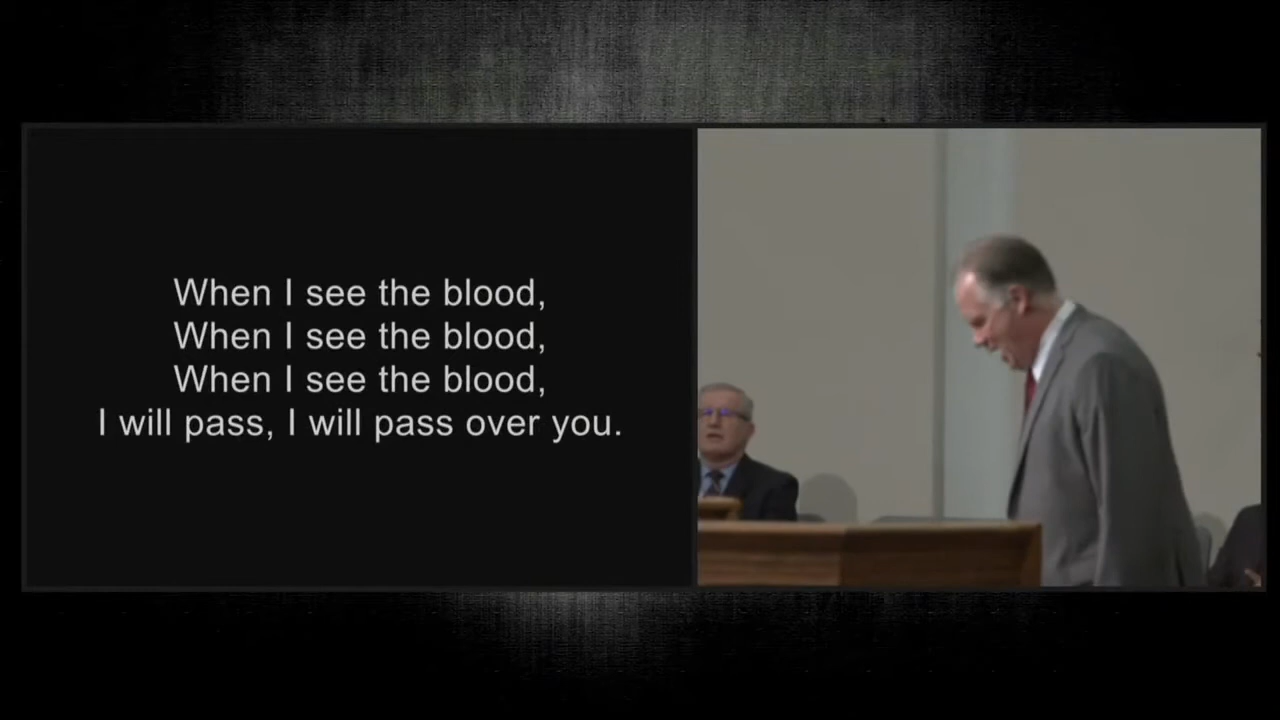 When I see the blood,
When I see the blood,
When I see the blood,
I will pass, I will pass over you.